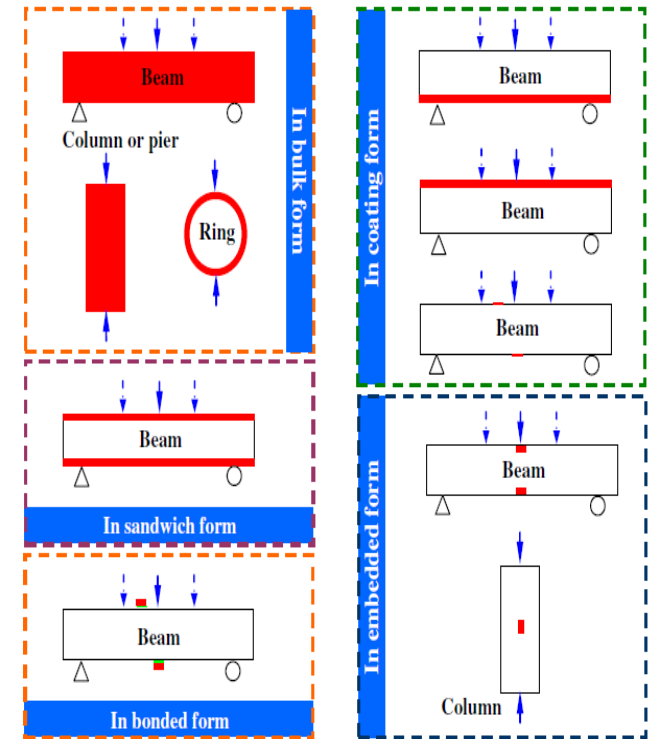 Beam
Column or pier
Ring
In bulk form
Beam
In sandwich form
Beam
In bonded form
Beam
Beam
Beam
In coating form
Beam
Column
In embedded form